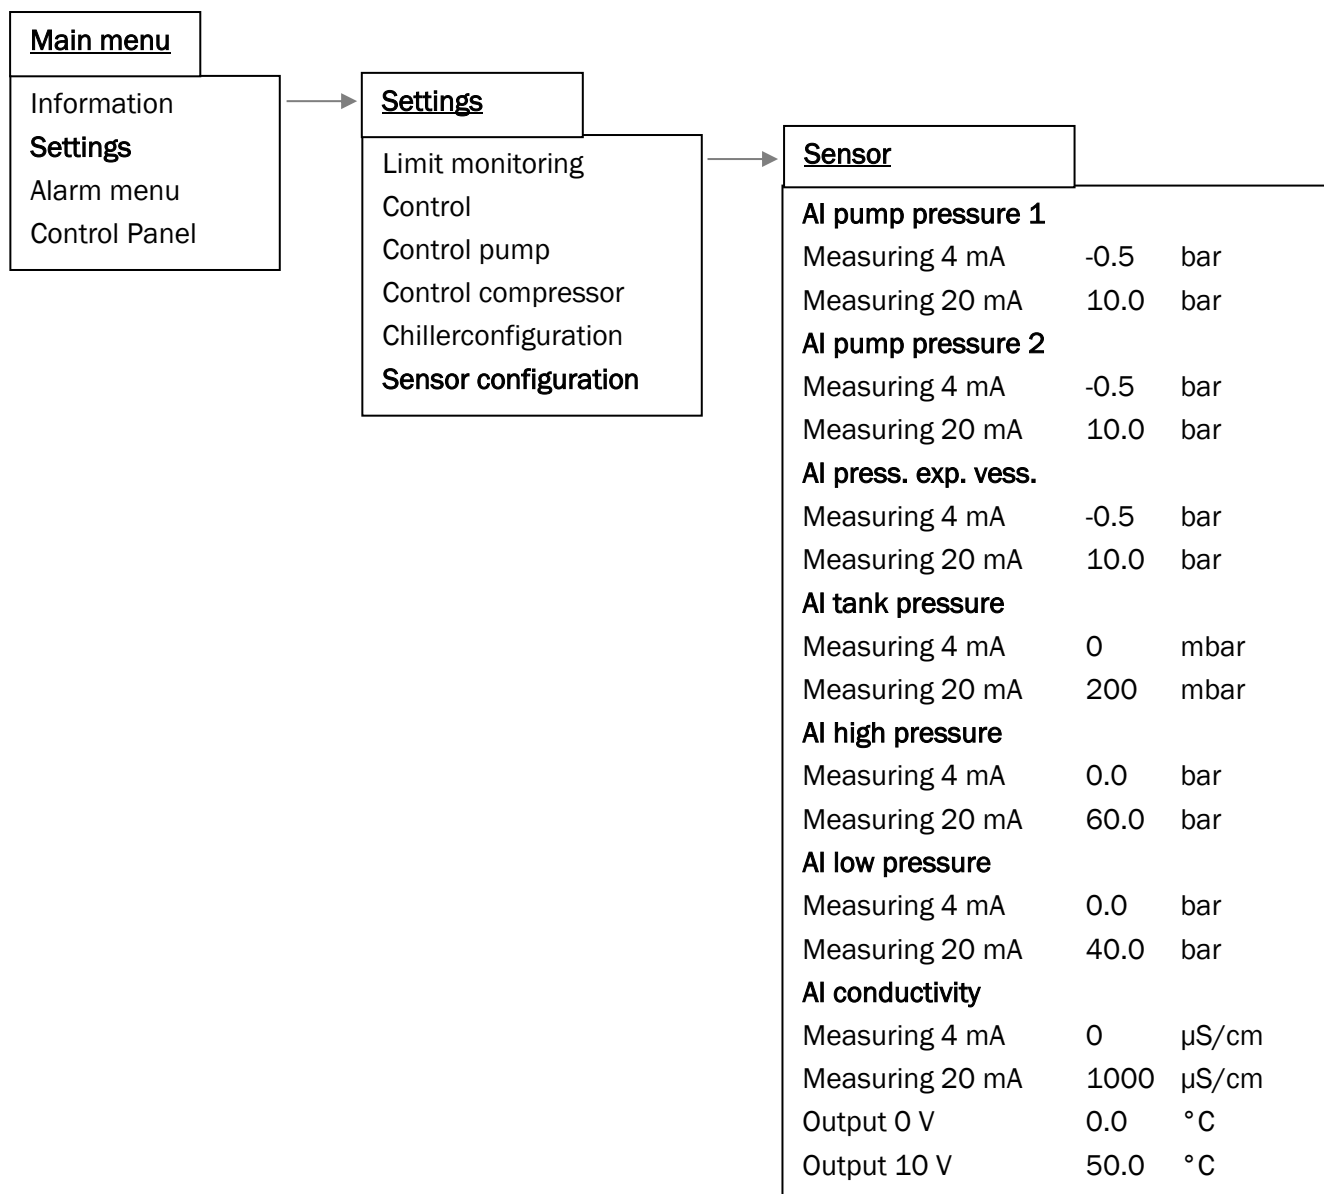 Main menu
Information
Settings
Alarm menu
Control Panel
Settings
Limit monitoring
Control
Control pump
Control compressor
Chillerconfiguration
Sensor configuration
Sensor
AI pump pressure 1
Measuring 4 mA -0.5 bar
Measuring 20 mA 10.0 bar
AI pump pressure 2
Measuring 4 mA -0.5 bar
Measuring 20 mA 10.0 bar
AI press. exp. vess.
Measuring 4 mA -0.5 bar
Measuring 20 mA 10.0 bar
AI tank pressure
Measuring 4 mA 0 mbar
Measuring 20 mA 200 mbar
AI high pressure
Measuring 4 mA 0.0 bar
Measuring 20 mA 60.0 bar
AI low pressure
Measuring 4 mA 0.0 bar
Measuring 20 mA 40.0 bar
AI conductivity
Measuring 4 mA 0 µS/cm
Measuring 20 mA 1000 µS/cm
Output 0 V 0.0 °C
Output 10 V 50.0 °C